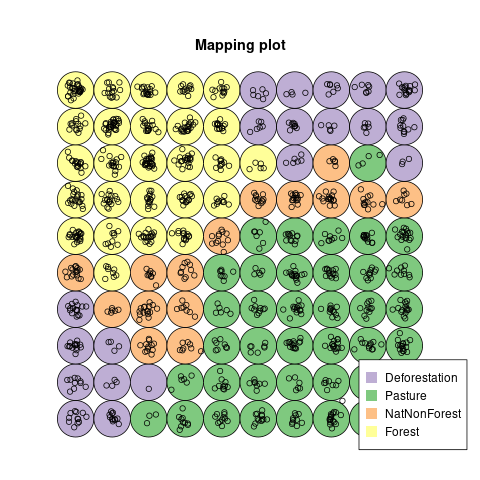 Mapping plot
Deforestation
Pasture
NatNonForest
Forest